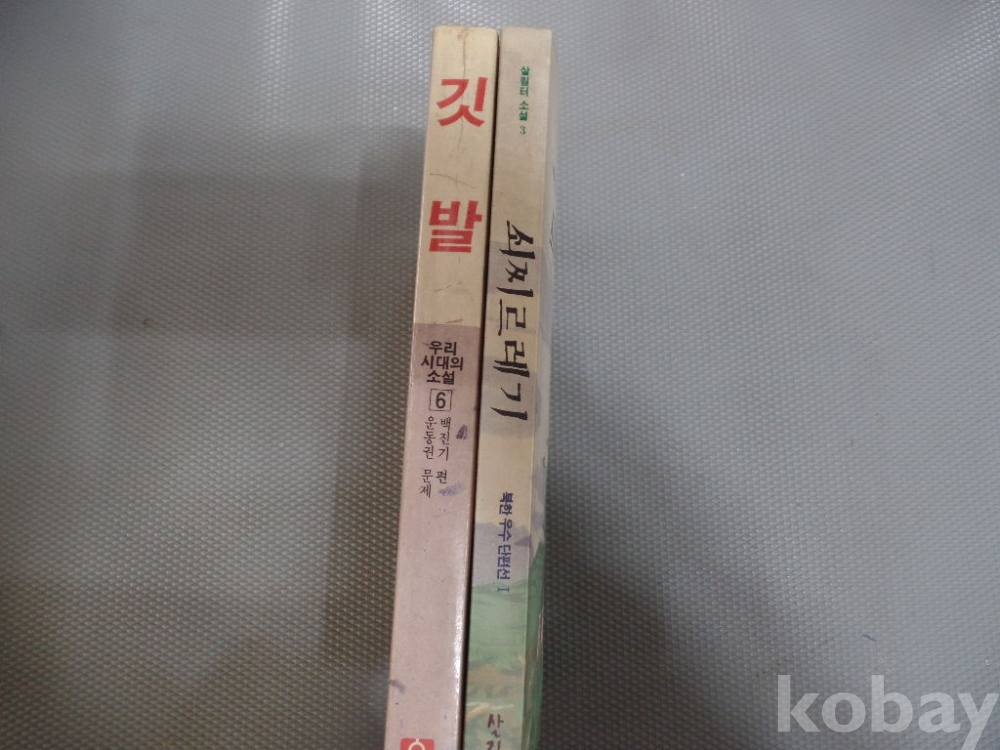 깃발
우리
시대의
소설
6
백진기 편
운동권 문제
살림터 소설 3
쇠찌르레기
북한 우수 단편선 I
kobay